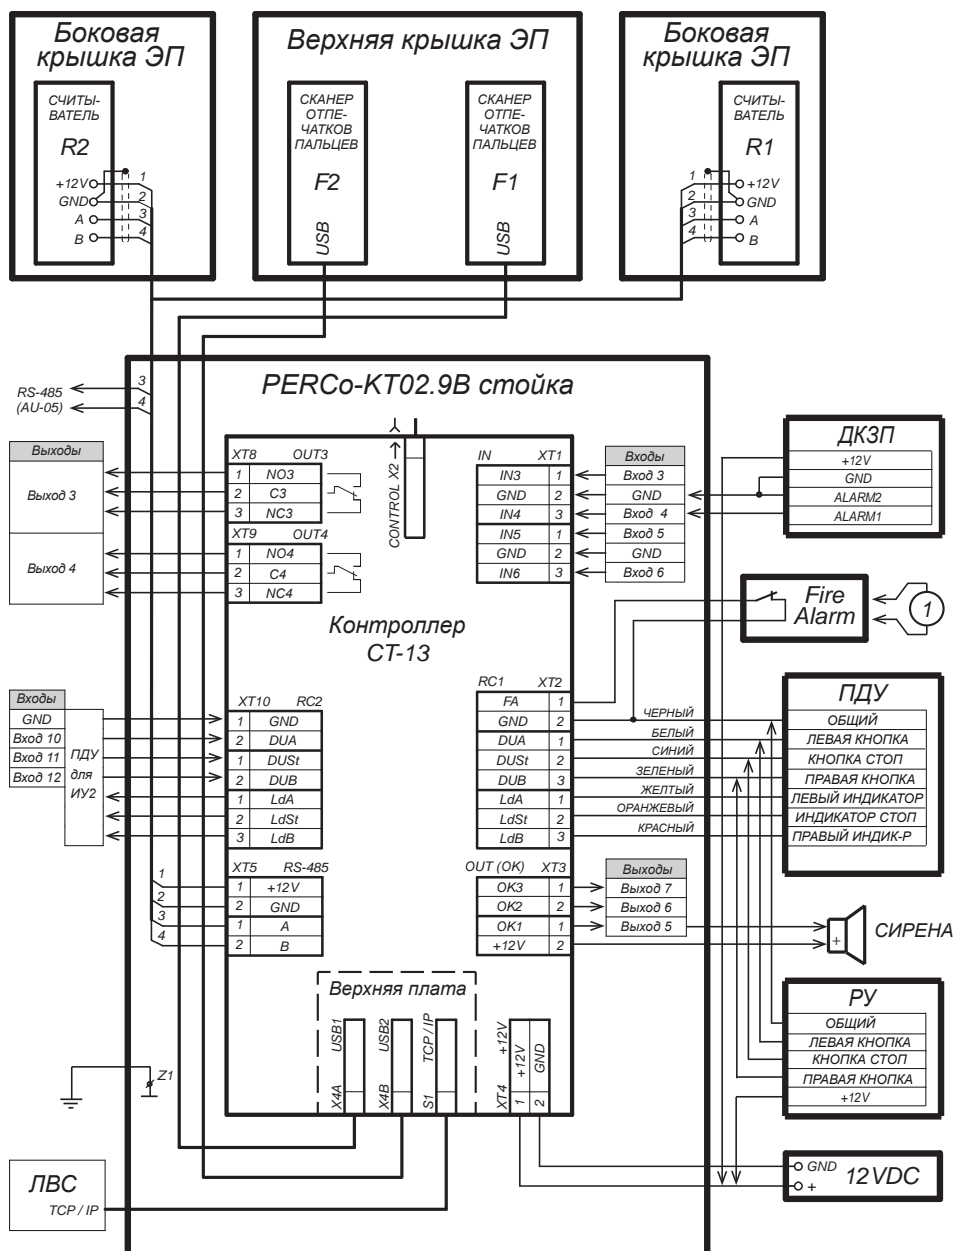 Боковая
крышка ЭП
СЧИТЫ-
ВАТЕЛЬ
R2
+12V
GND
A
B
1
2
3
4
Верхняя крышка ЭП
СКАНЕР
ОТПЕ-
ЧАТКОВ
ПАЛЬЦЕВ
F2
USB
СКАНЕР
ОТПЕ-
ЧАТКОВ
ПАЛЬЦЕВ
F1
USB
Боковая
крышка ЭП
СЧИТЫ-
ВАТЕЛЬ
R1
1
2
3
4
+12V
GND
A
B
PERCo-KT02.9B стойка
RS-485
(AU-05)
3
4
Выходы
Выход 3
Выход 4
XT8 OUT3
1 NO3
2 C3
3 NC3
XT9 OUT4
1 NO4
2 C4
3 NC4
CONTROL X2
IN XT1
IN3 1
GND 2
IN4 3
IN5 1
GND 2
IN6 3
Входы
Вход 3
GND
Вход 4
Вход 5
GND
Вход 6
ДКЗП
+12V
GND
ALARM2
ALARM1
Fire
Alarm
1
Контроллер
CT-13
Входы
GND
Вход 10
Вход 11
Вход 12
ПДУ
для
ИУ2
XT10 RC2
1 GND
2 DUA
1 DUSt
2 DUB
1 LdA
2 LdSt
3 LdB
RC1 XT2
FA 1
GND 2
DUA 1
DUSt 2
DUB 3
LdA 1
LdSt 2
LdB 3
ЧЕРНЫЙ
БЕЛЫЙ
СИНИЙ
ЗЕЛЕНЫЙ
ЖЕЛТЫЙ
ОРАНЖЕВЫЙ
КРАСНЫЙ
ПДУ
ОБЩИЙ
ЛЕВАЯ КНОПКА
КНОПКА СТОП
ПРАВАЯ КНОПКА
ЛЕВЫЙ ИНДИКАТОР
ИНДИКАТОР СТОП
ПРАВЫЙ ИНДИК-Р
1
2
3
4
XT5 RS-485
1 +12V
2 GND
1 A
2 B
OUT (OK) XT3
OK3 1
OK2 2
OK1 1
+12V 2
Выходы
Выход 7
Выход 6
Выход 5
+
СИРЕНА
Верхняя плата
X4A USB1
X4B USB2
S1 TCP / IP
XT4 +12V
1 +12V
2 GND
РУ
ОБЩИЙ
ЛЕВАЯ КНОПКА
КНОПКА СТОП
ПРАВАЯ КНОПКА
+12V
Z1
ЛВС
TCP / IP
GND
+
12VDC